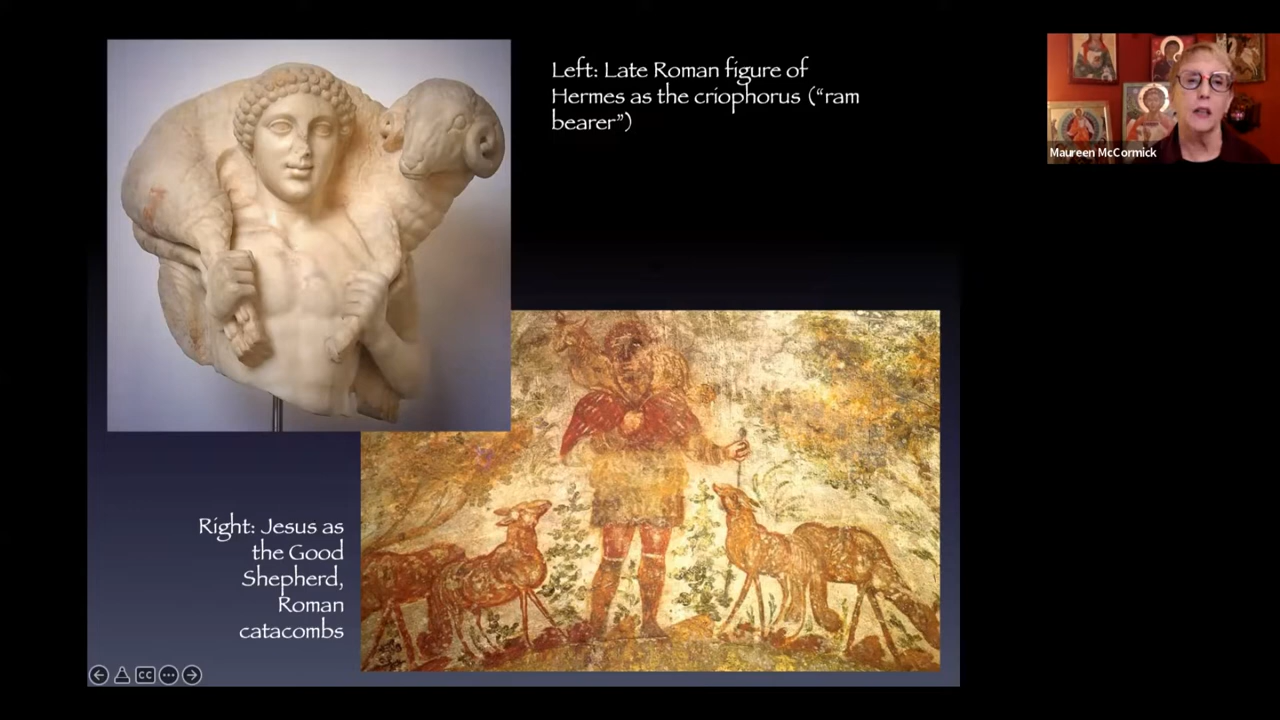 Left: Late Roman figure of
Hermes as the criophorus (“ram
bearer”)
Maureen McCormick
Right: Jesus as
the Good
Shepherd,
Roman
catacombs
CC